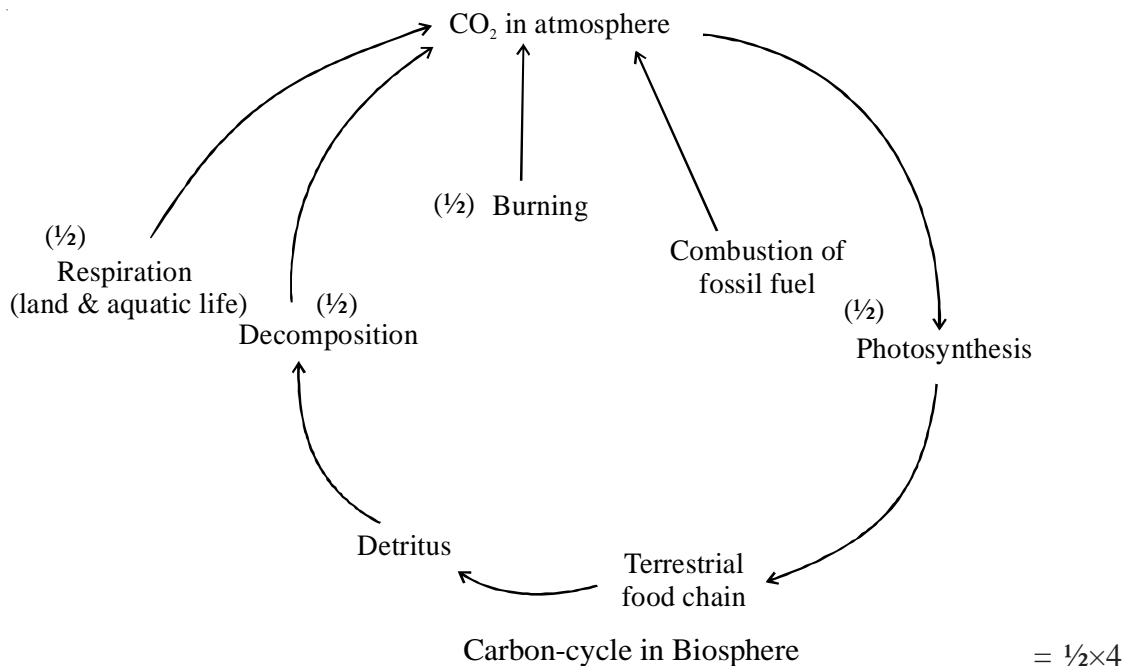 CO₂ in atmosphere
(½) Burning
(½)
Respiration
(land & aquatic life)
Combustion of
fossil fuel
(½)
Decomposition
(½)
Photosynthesis
Detritus
Terrestrial
food chain
Carbon-cycle in Biosphere
= ½×4